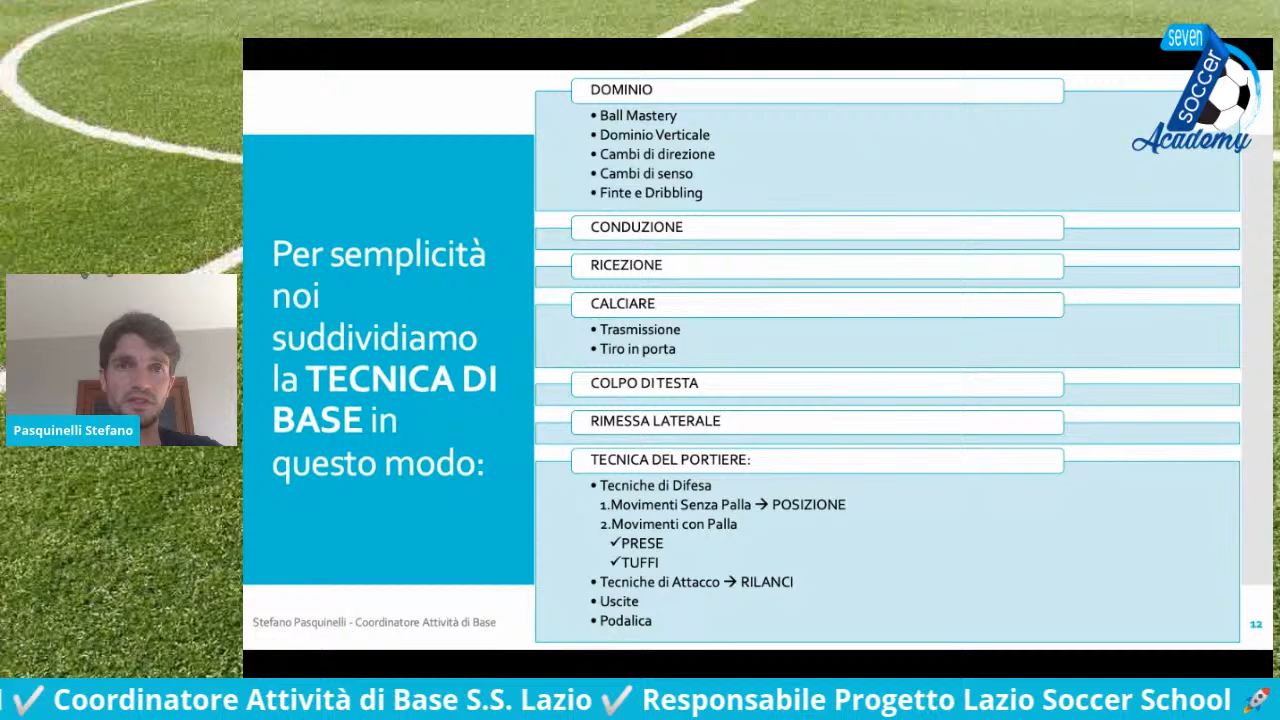 seven
SOCCER
Academy
DOMINIO
• Ball Mastery
• Dominio Verticale
• Cambi di direzione
• Cambi di senso
• Finte e Dribbling
CONDUZIONE
RICEZIONE
CALCIARE
• Trasmissione
• Tiro in porta
COLPO DI TESTA
RIMESSA LATERALE
TECNICA DEL PORTIERE:
• Tecniche di Difesa
1.Movimenti Senza Palla → POSIZIONE
2.Movimenti con Palla
✓PRESE
✓TUFFI
• Tecniche di Attacco → RILANCI
• Uscite
• Podalica
Per semplicità
noi
suddividiamo
la TECNICA DI
BASE in
questo modo:
Pasquinelli Stefano
Stefano Pasquinelli - Coordinatore Attività di Base
12
✓ Coordinatore Attività di Base S.S. Lazio ✓ Responsabile Progetto Lazio Soccer School 🚀